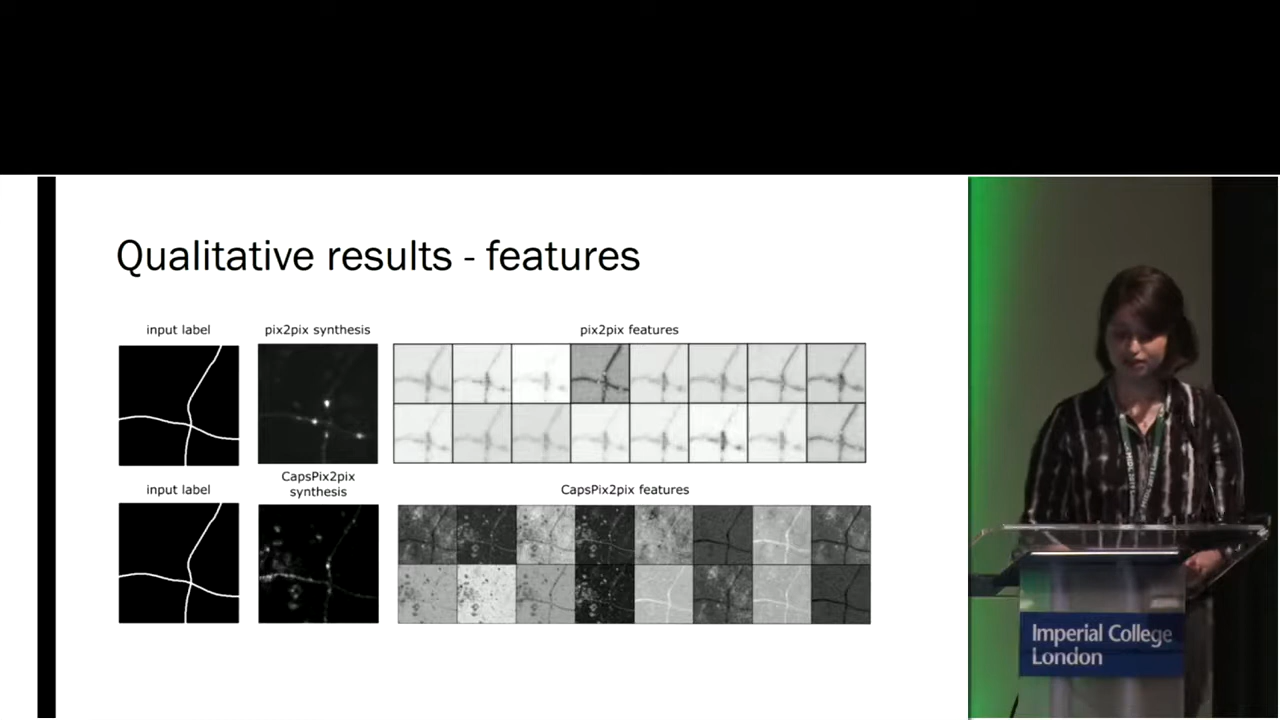 Qualitative results - features
input label
pix2pix synthesis
pix2pix features
input label
CapsPix2pix
synthesis
CapsPix2pix features
Imperial College
London